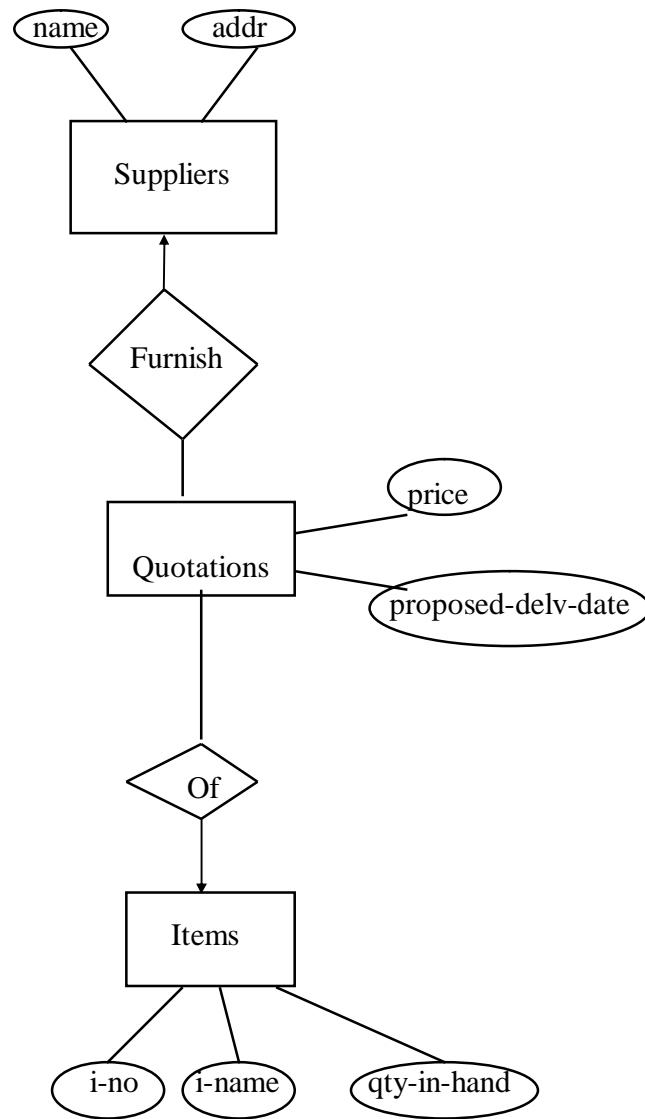 name
addr
Suppliers
Furnish
price
Quotations
proposed-delv-date
Of
Items
i-no
i-name
qty-in-hand